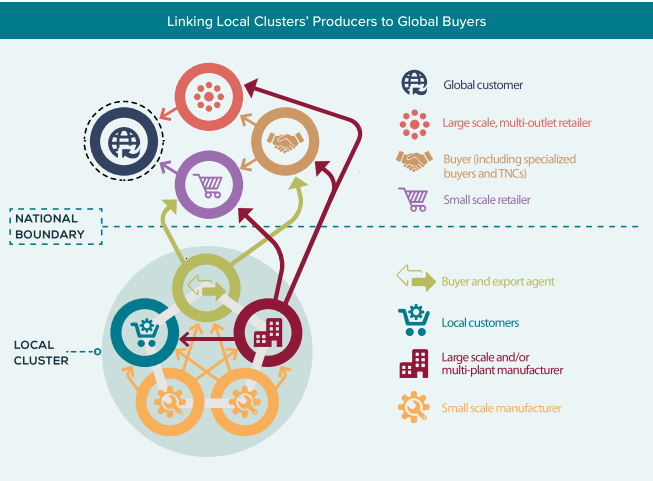 Linking Local Clusters' Producers to Global Buyers
Global customer
Large scale, multi-outlet retailer
Buyer (including specialized
buyers and TNCs)
Small scale retailer
NATIONAL
BOUNDARY
Buyer and export agent
Local customers
LOCAL
CLUSTER
Large scale and/or
multi-plant manufacturer
Small scale manufacturer